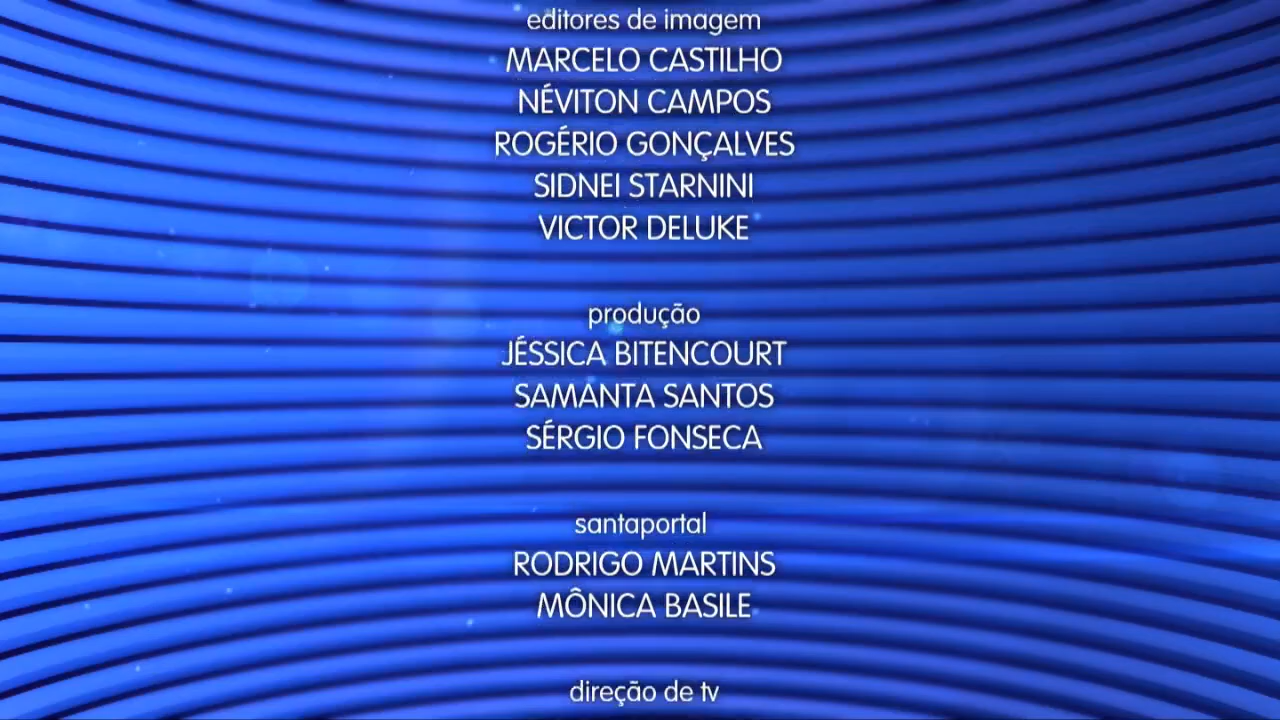 editores de imagem
MARCELO CASTILHO
NÉVITON CAMPOS
ROGÉRIO GONÇALVES
SIDNEI STARNINI
VICTOR DELUKE
produção
JÉSSICA BITENCOURT
SAMANTA SANTOS
SÉRGIO FONSECA
santaportal
RODRIGO MARTINS
MÔNICA BASILE
direção de tv